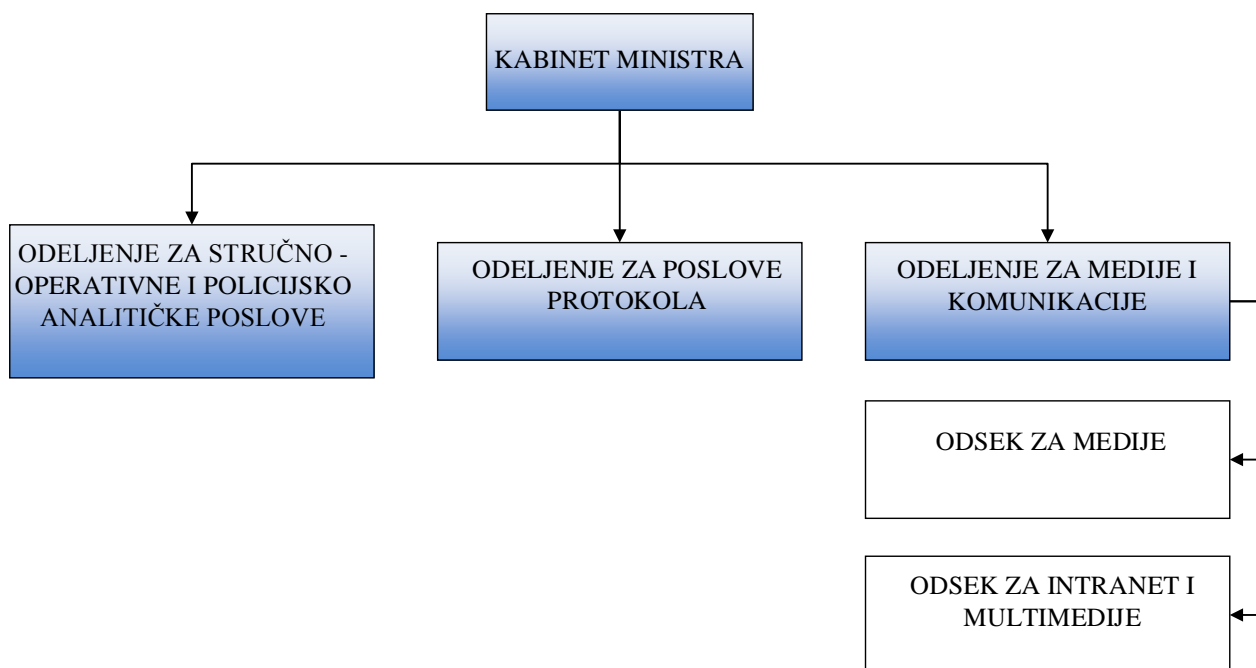 KABINET MINISTRA
ODELJENJE ZA STRUČNO -
OPERATIVNE I POLICIJSKO
ANALITIČKE POSLOVE
ODELJENJE ZA POSLOVE
PROTOKOLA
ODELJENJE ZA MEDIJE I
KOMUNIKACIJE
ODSEK ZA MEDIJE
ODSEK ZA INTRANET I
MULTIMEDIJE